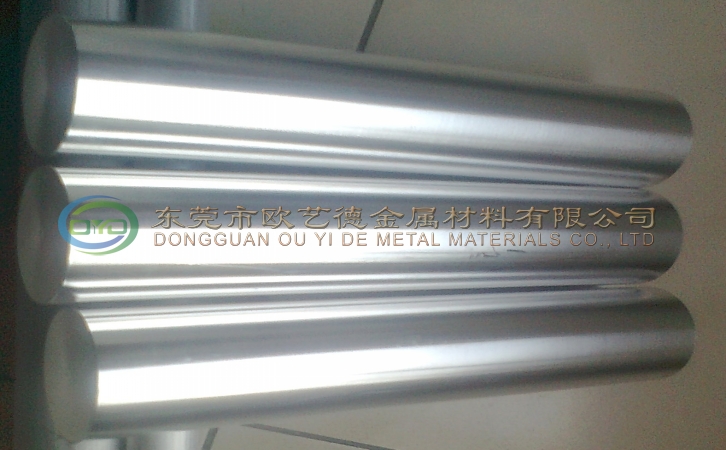 OYD
东莞市欧艺德金属材料有限公司
DONGGUAN OU YI DE METAL MATERIALS CO., LTD